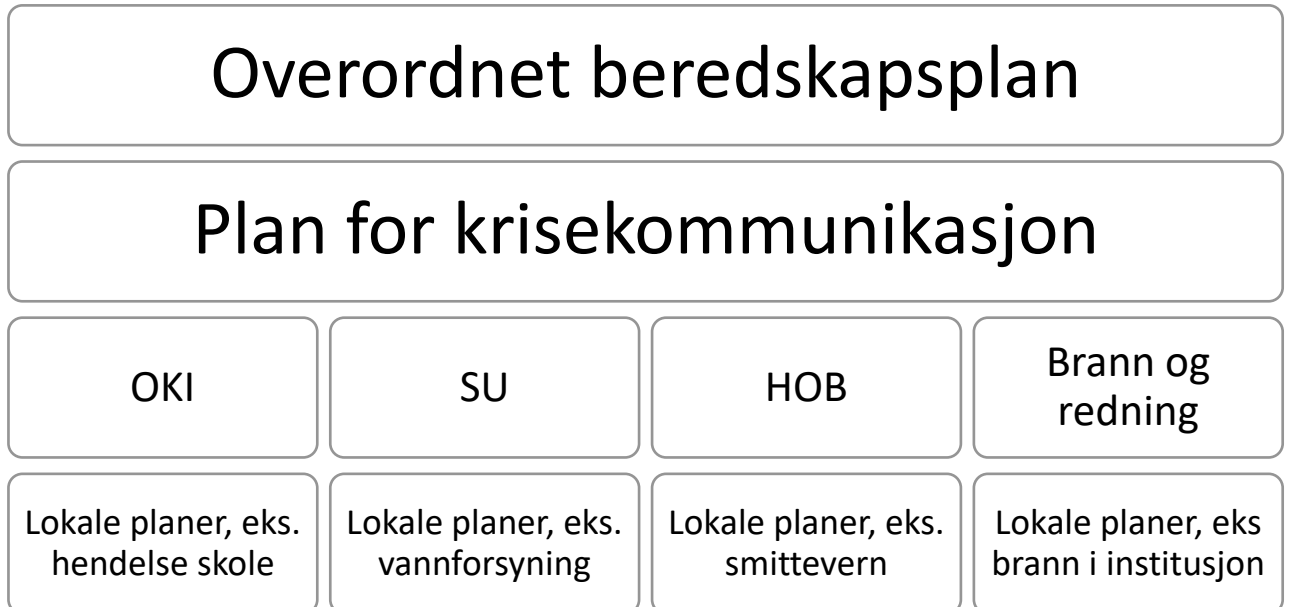 Overordnet beredskapsplan
Plan for krisekommunikasjon
OKI
SU
HOB
Brann og
redning
Lokale planer, eks.
hendelse skole
Lokale planer, eks.
vannforsyning
Lokale planer, eks.
smittevern
Lokale planer, eks
brann i institusjon